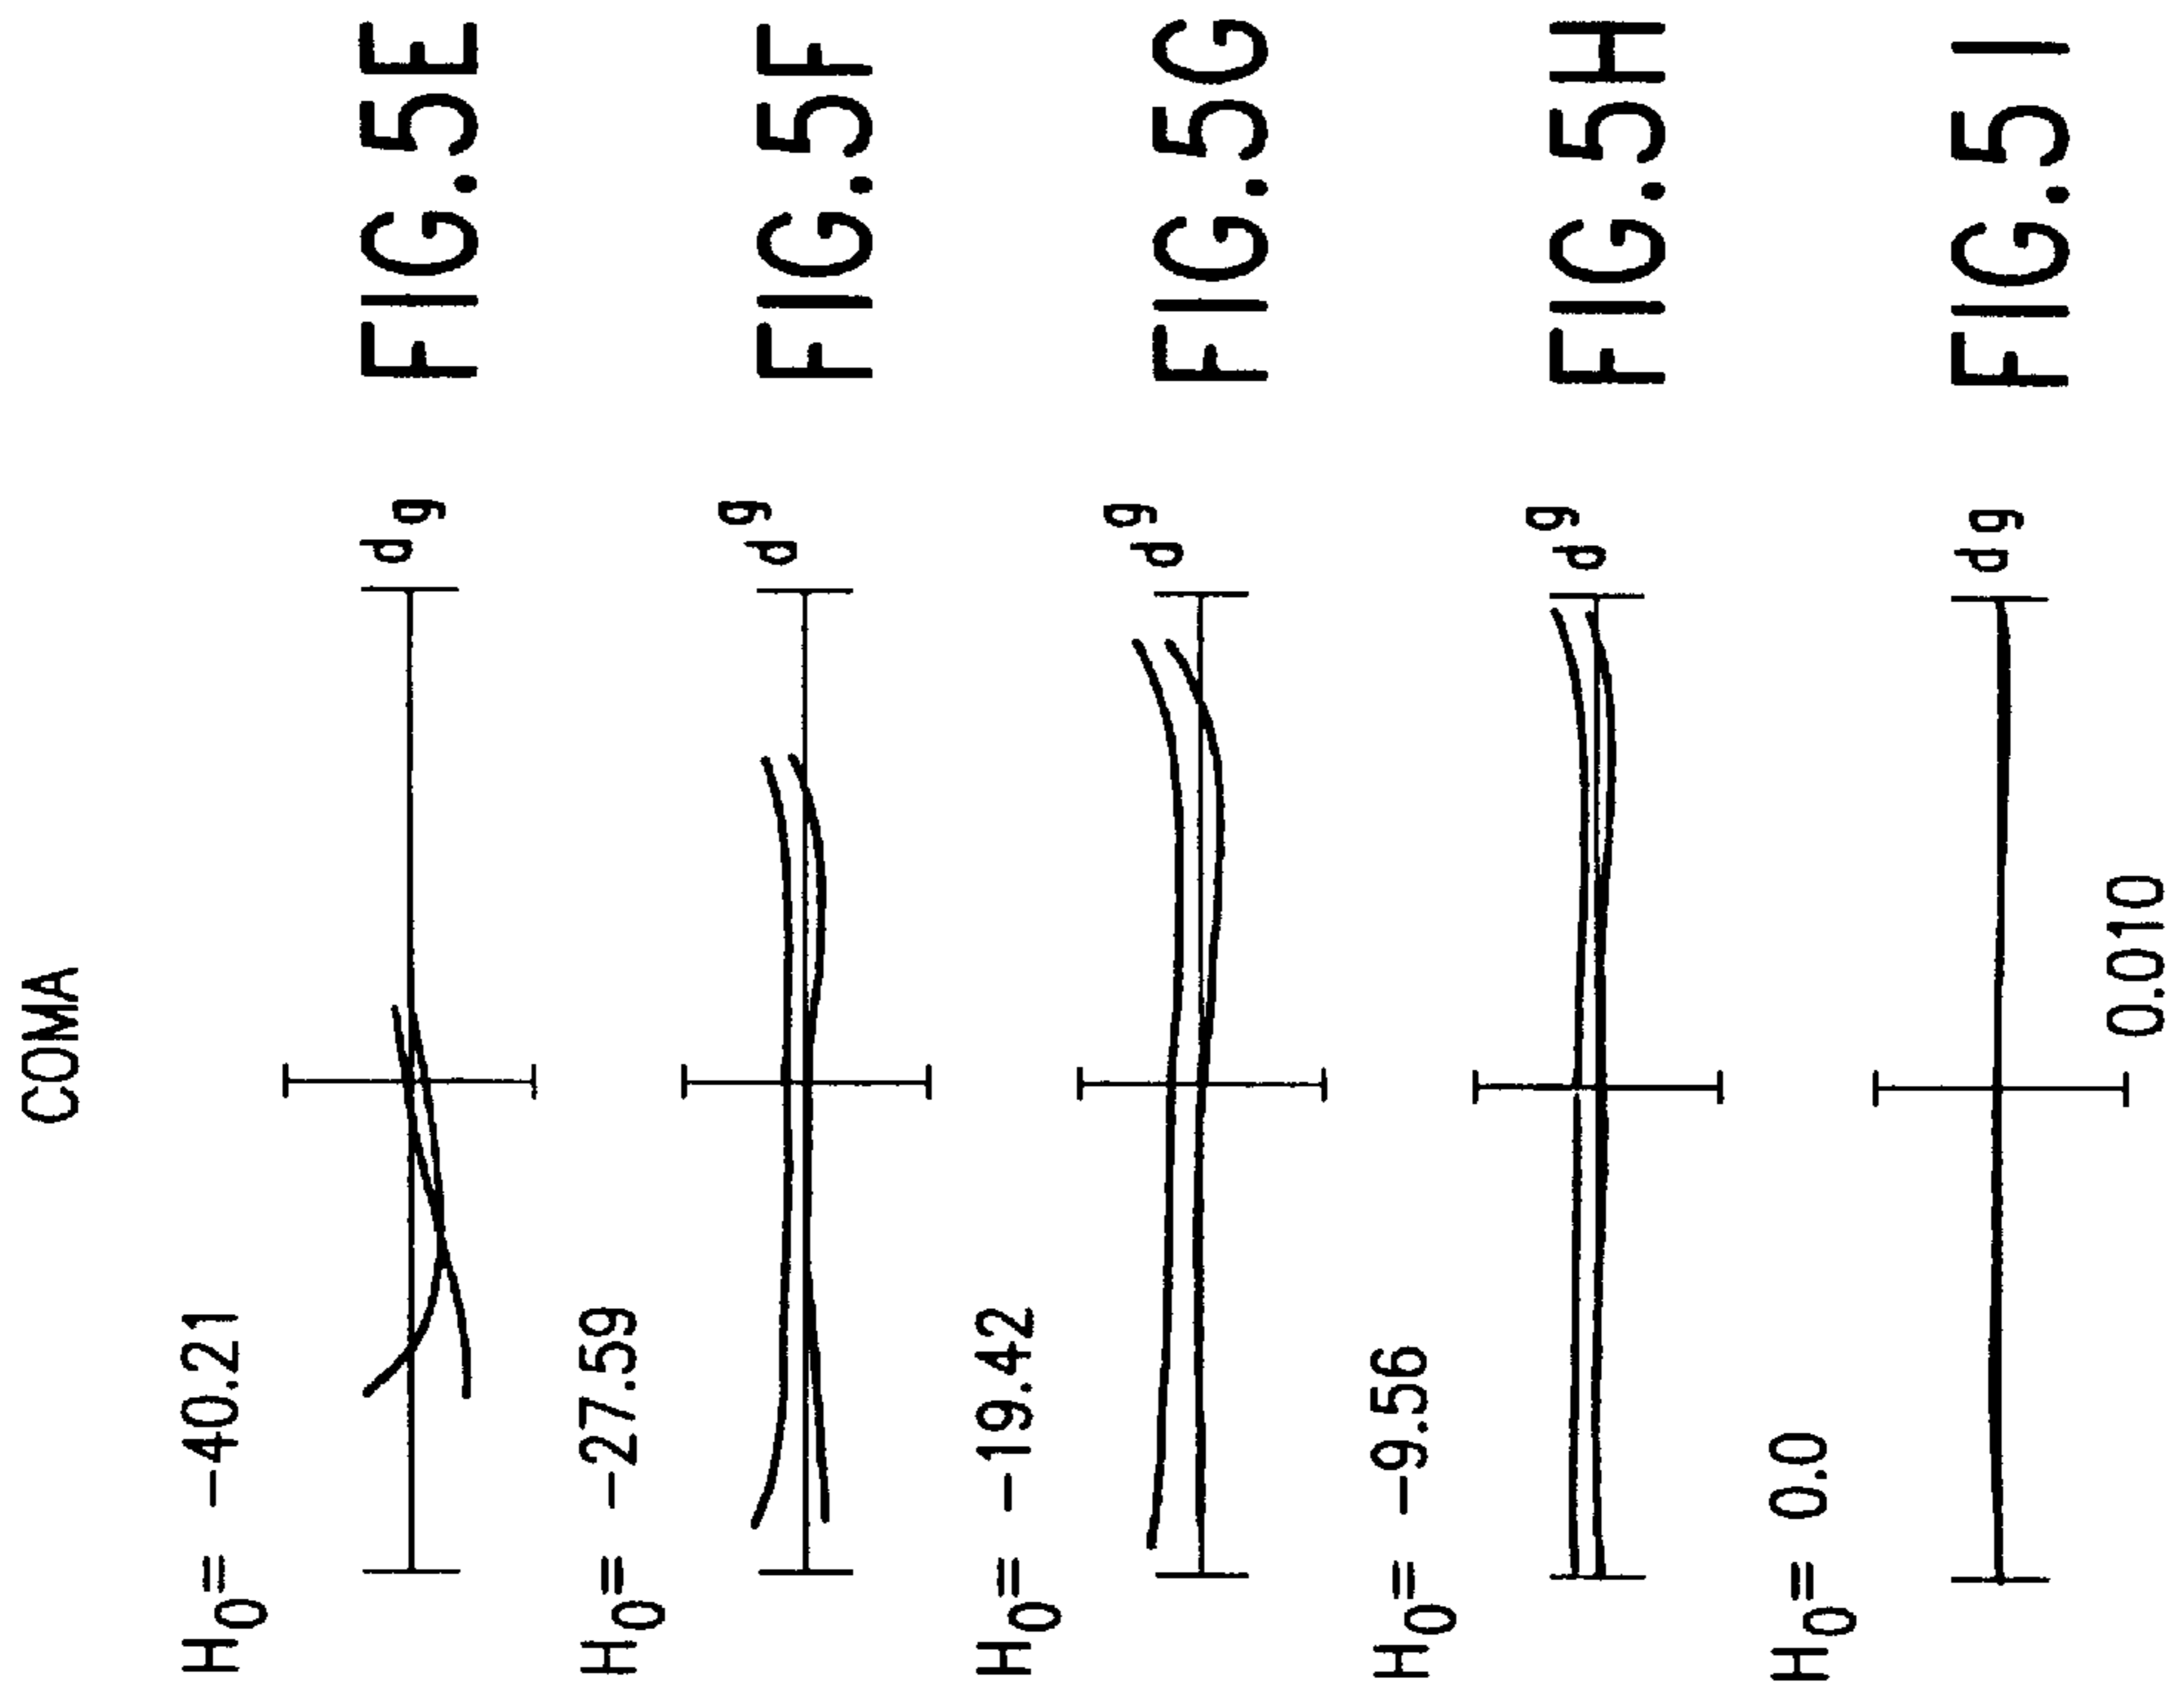 COMA
H0= -40.21
d g
FIG.5E
H0= -27.59
d g
FIG.5F
H0= -19.42
d g
FIG.5G
H0= -9.56
d g
FIG.5H
H0= 0.0
d g
FIG.5I
0.010